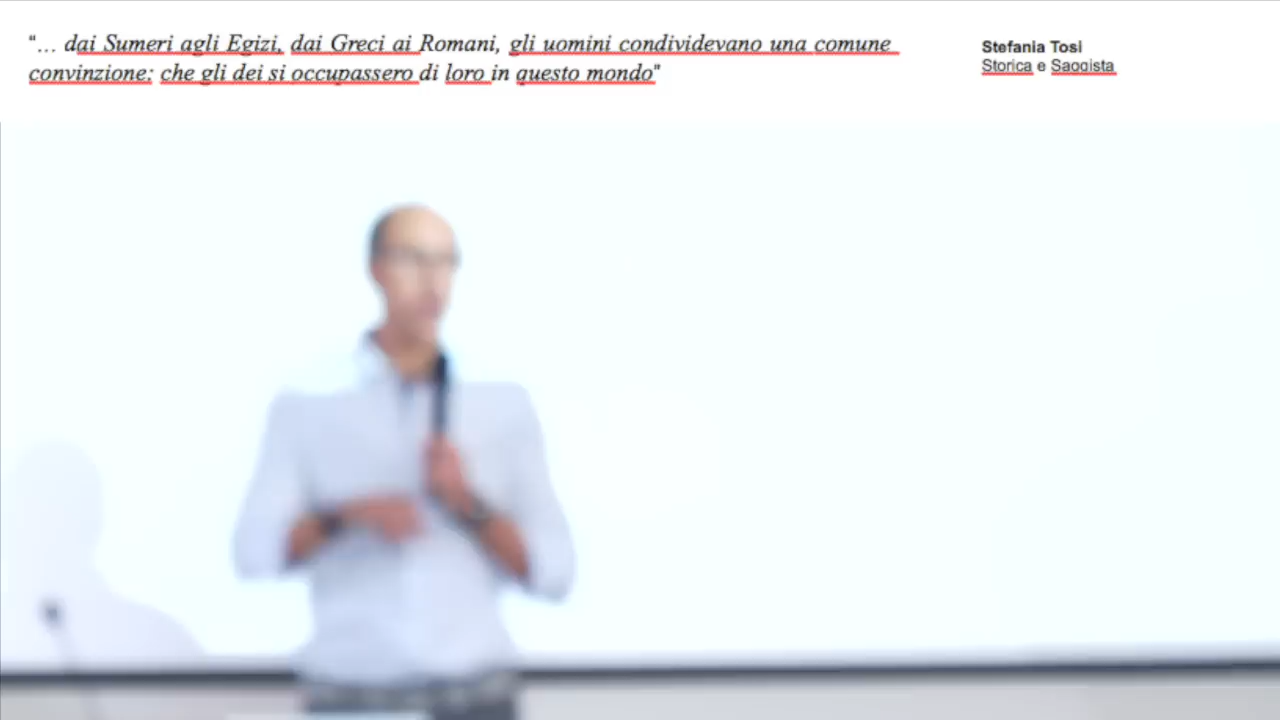 "... dai Sumeri agli Egizi, dai Greci ai Romani, gli uomini condividevano una comune
convinzione: che gli dei si occupassero di loro in questo mondo"
Stefania Tosi
Storica e Saggista